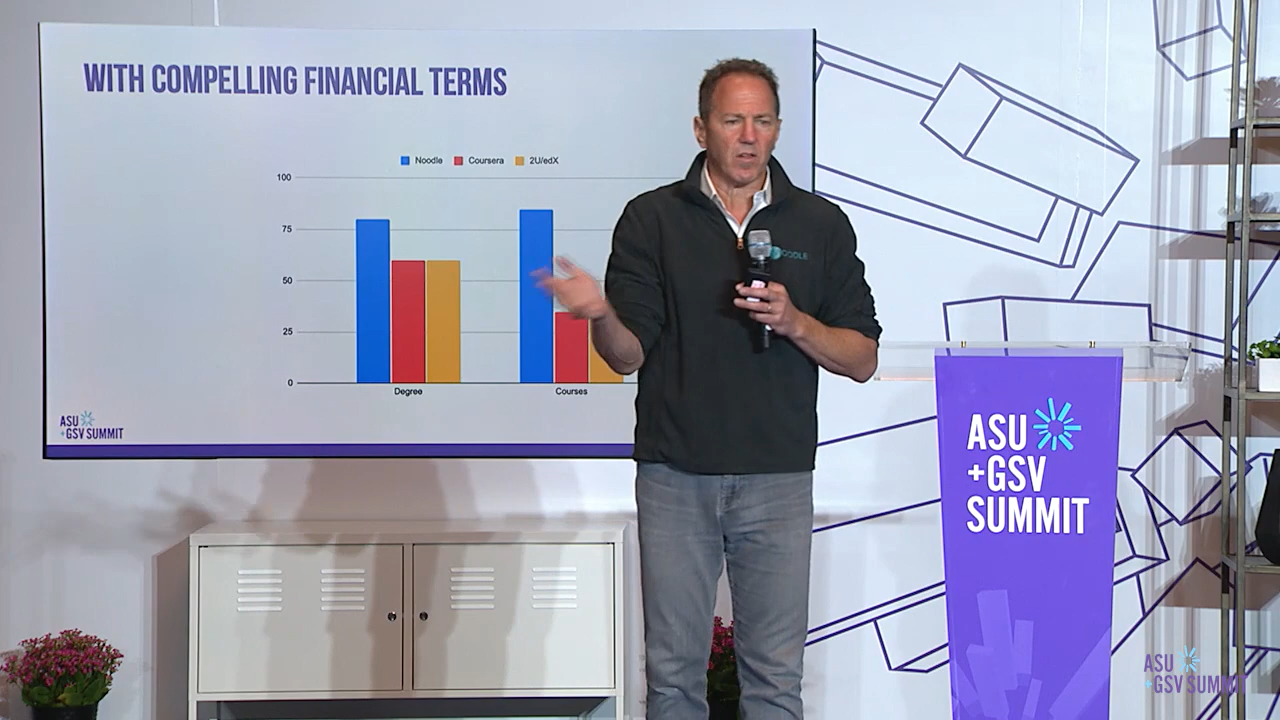 WITH COMPELLING FINANCIAL TERMS
Noodle
Coursera
2U/edX
100
75
50
25
0
Degree
Courses
ASU
+GSV SUMMIT
OODLE
ASU
+GSV
SUMMIT
ASU
+GSV SUMMIT